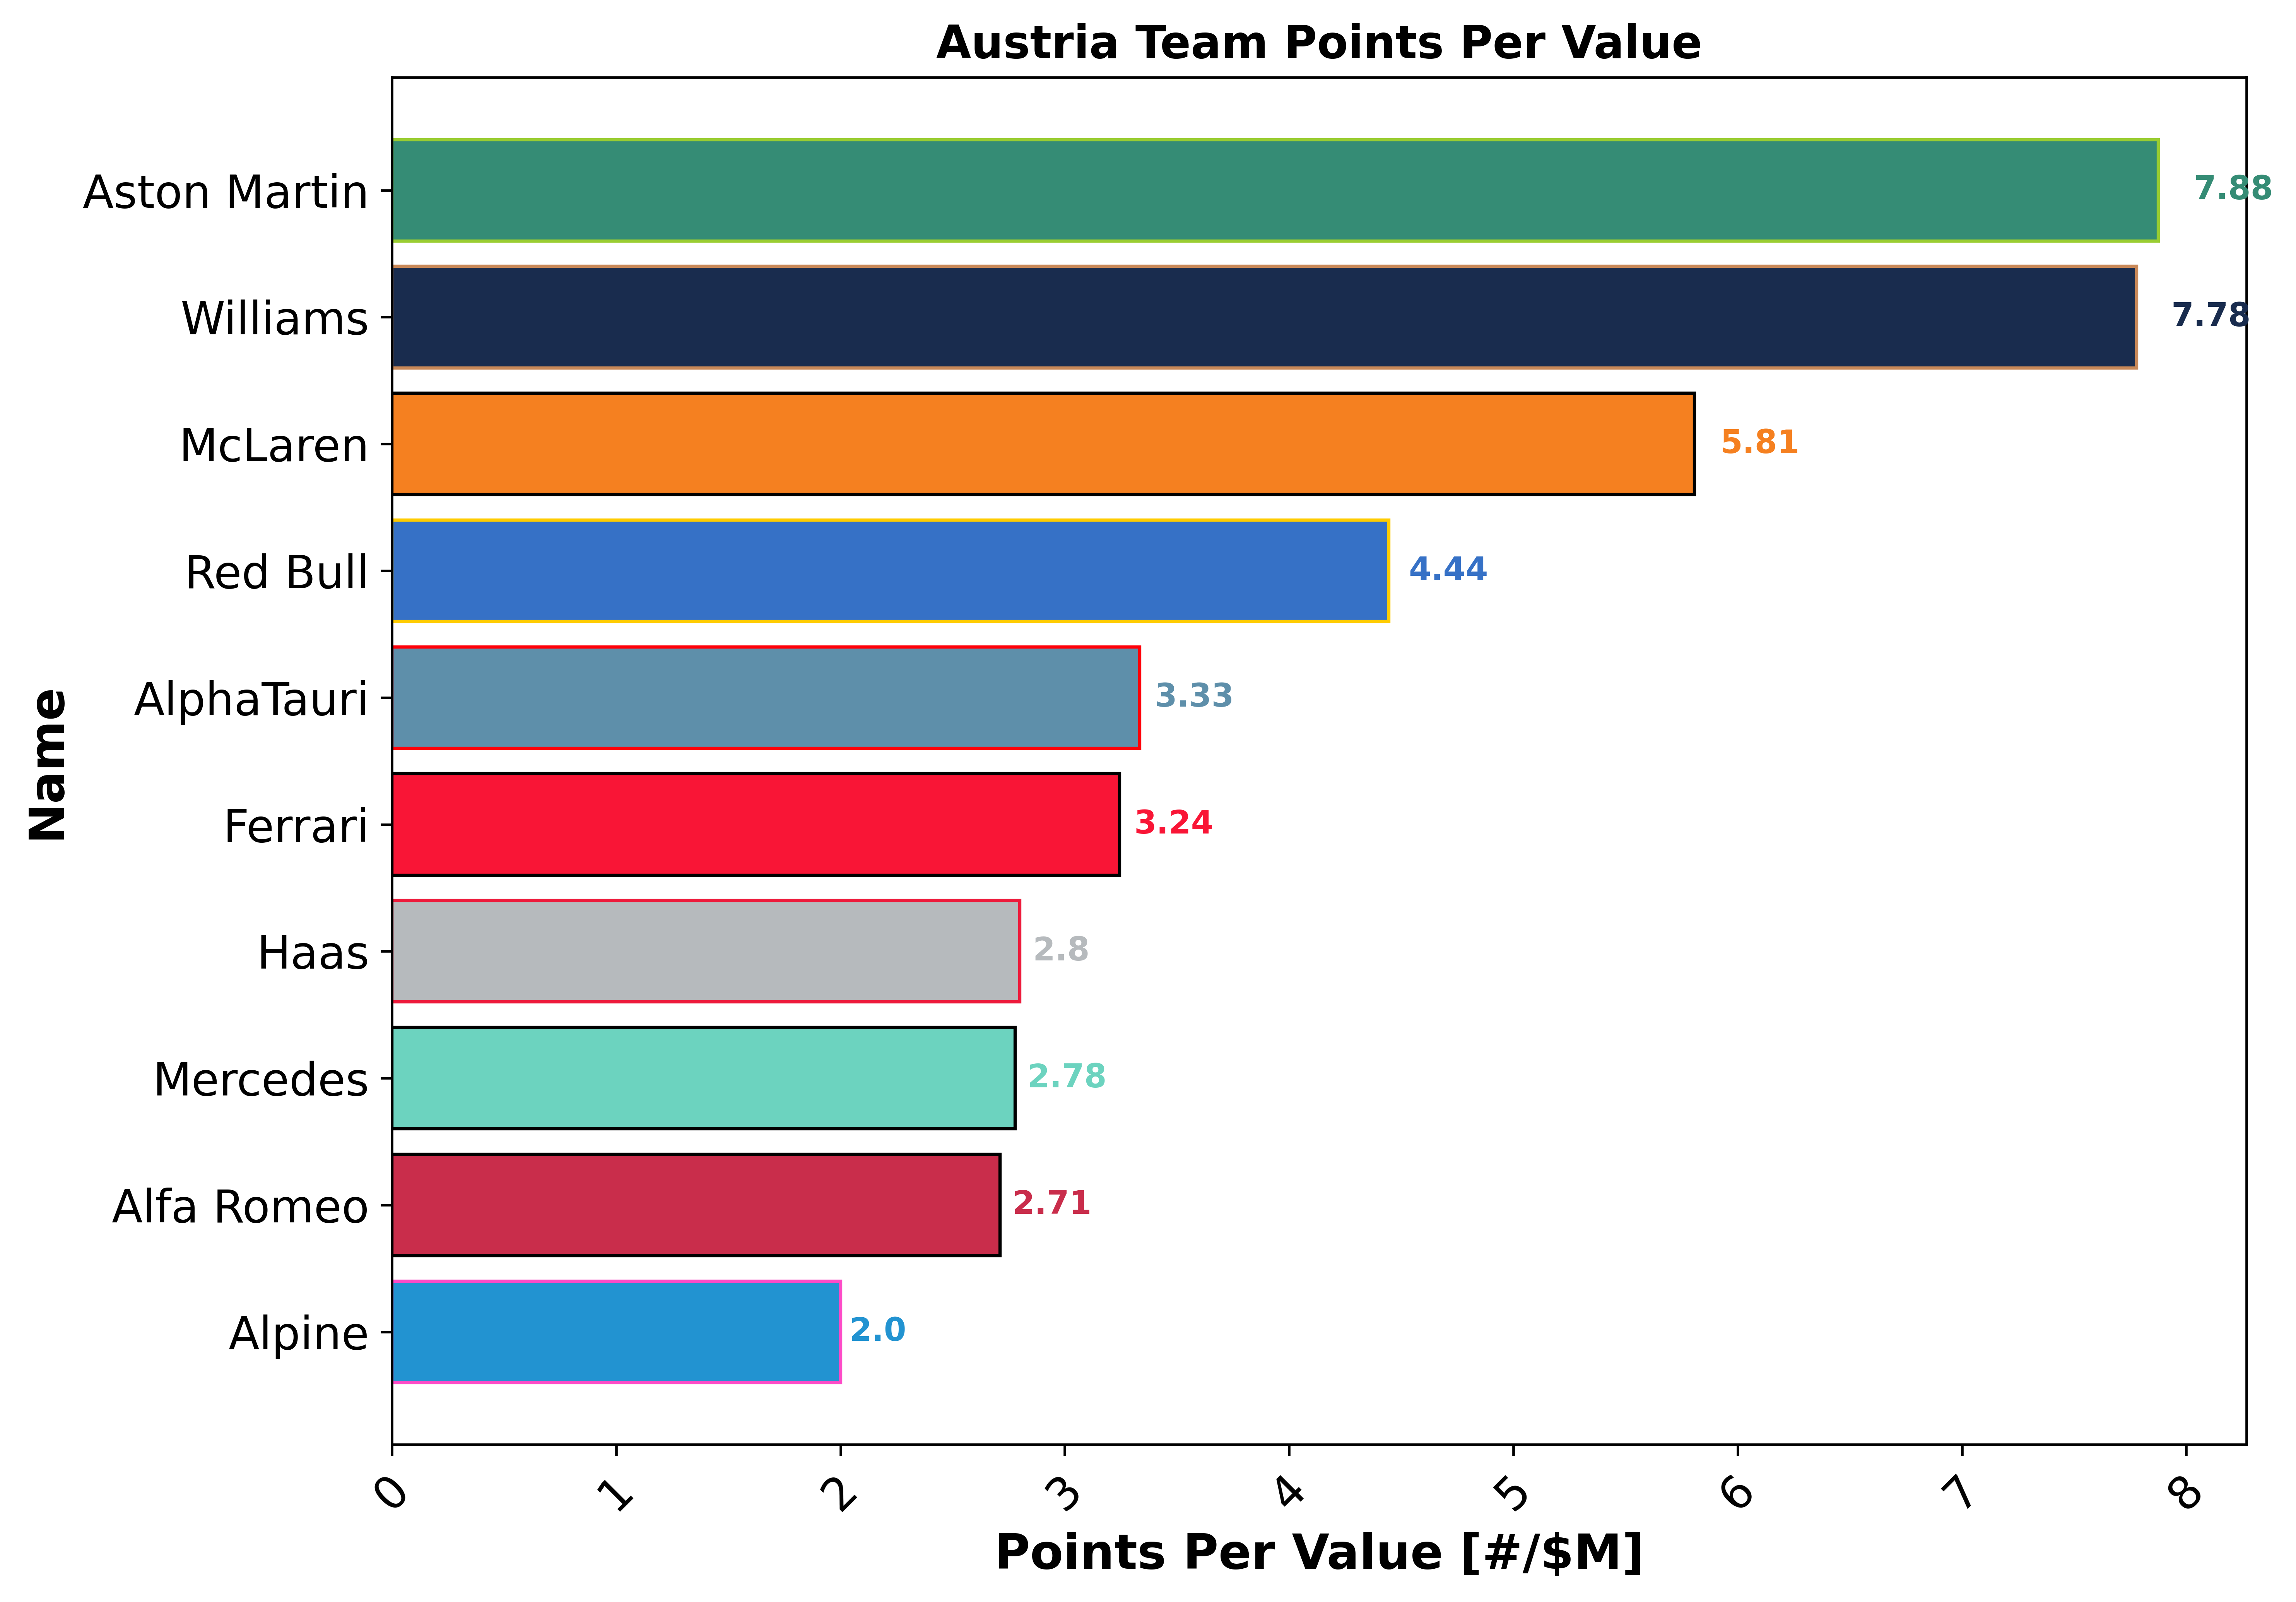 Austria Team Points Per Value
Aston Martin 7.88
Williams 7.78
McLaren 5.81
Red Bull 4.44
AlphaTauri 3.33
Ferrari 3.24
Haas 2.8
Mercedes 2.78
Alfa Romeo 2.71
Alpine 2.0
Name
0 1 2 3 4 5 6 7 8
Points Per Value [#/$M]